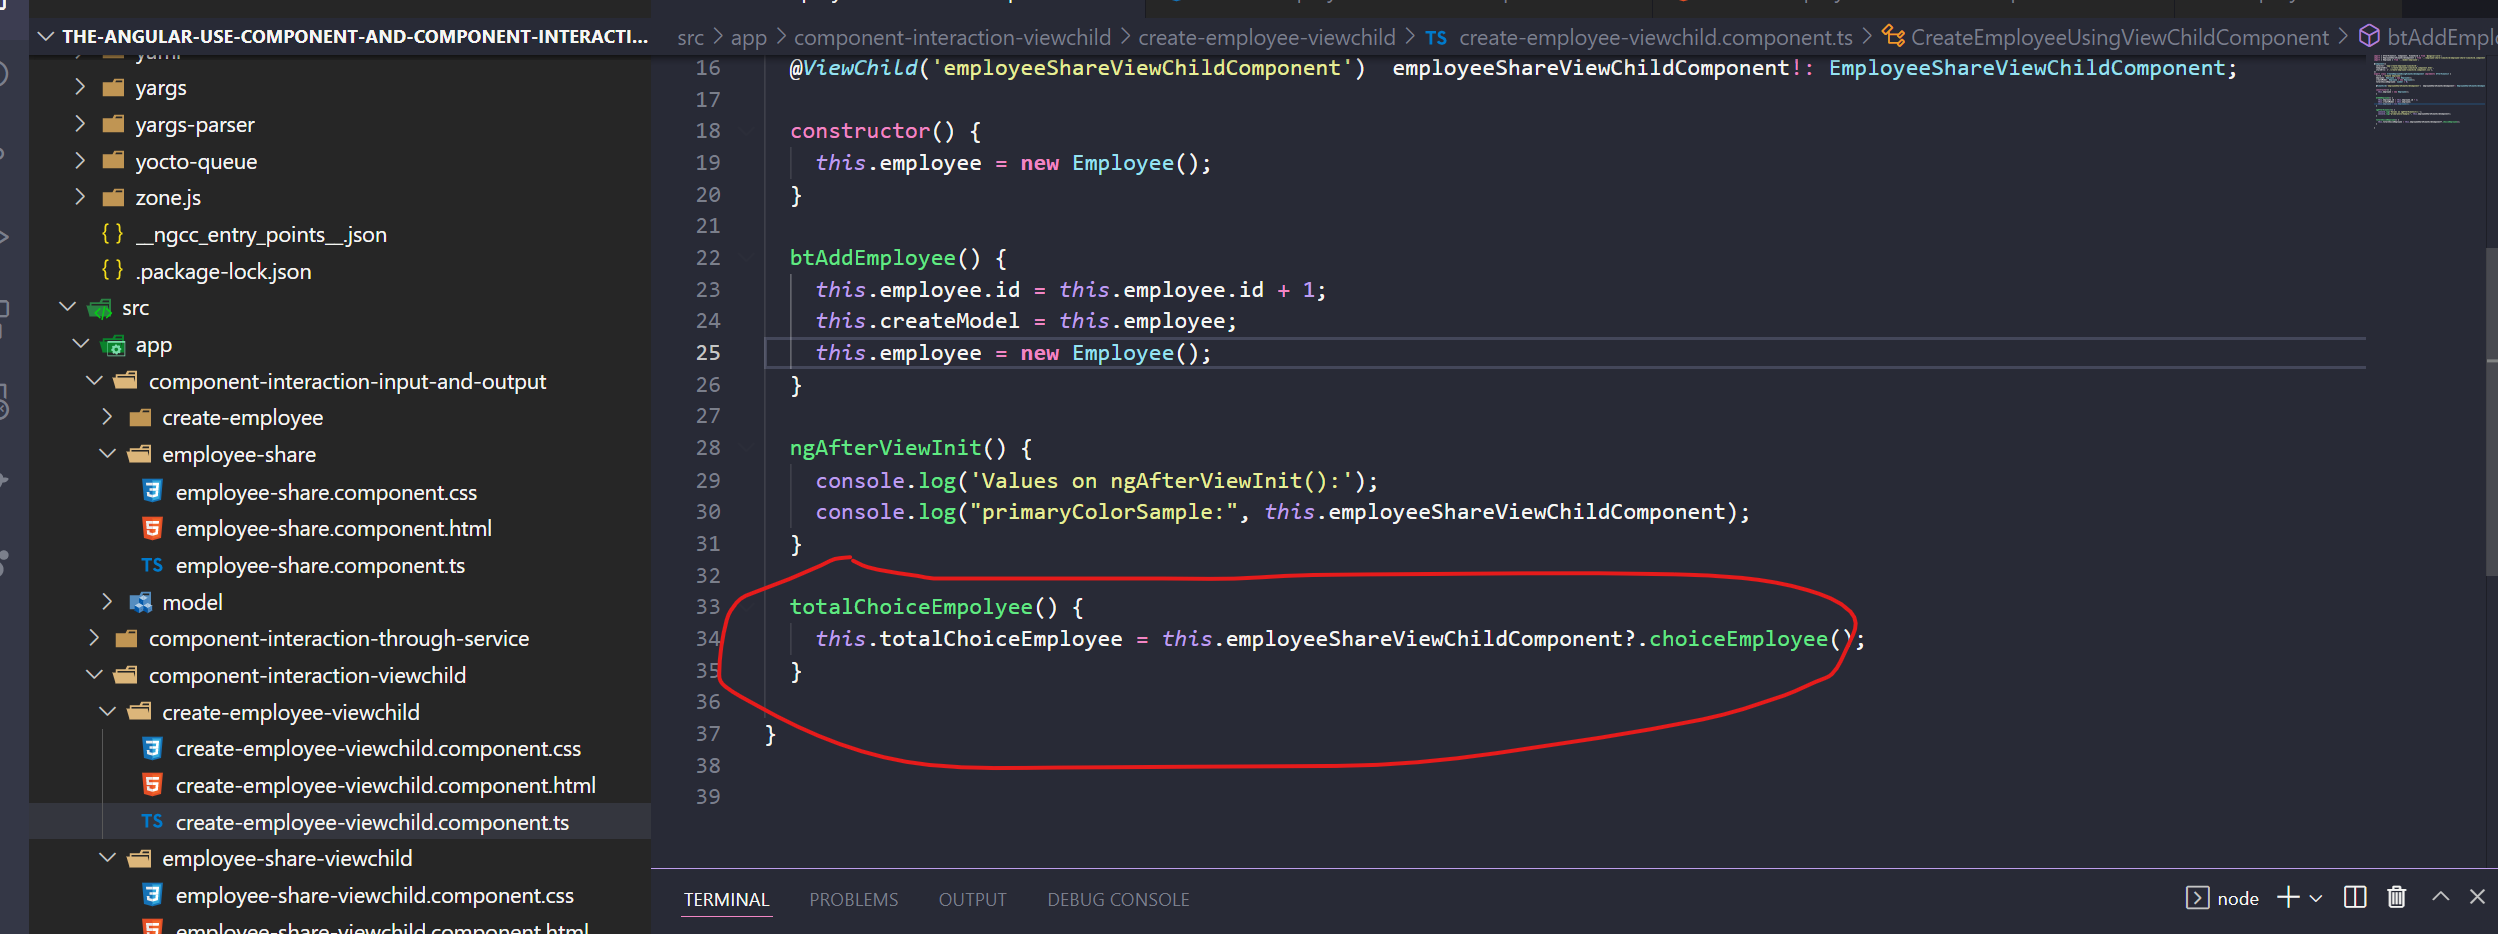 THE-ANGULAR-USE-COMPONENT-AND-COMPONENT-INTERACTI...
yargs
yargs-parser
yocto-queue
zone.js
{ } __ngcc_entry_points__.json
{ } .package-lock.json
src
app
component-interaction-input-and-output
create-employee
employee-share
employee-share.component.css
employee-share.component.html
TS employee-share.component.ts
model
component-interaction-through-service
component-interaction-viewchild
create-employee-viewchild
create-employee-viewchild.component.css
create-employee-viewchild.component.html
TS create-employee-viewchild.component.ts
employee-share-viewchild
employee-share-viewchild.component.css
employee-share-viewchild.component.html
src > app > component-interaction-viewchild > create-employee-viewchild > TS create-employee-viewchild.component.ts > CreateEmployeeUsingViewChildComponent > btAddEmpl
16 @ViewChild('employeeShareViewChildComponent')  employeeShareViewChildComponent!: EmployeeShareViewChildComponent;
17
18 constructor() {
19 this.employee = new Employee();
20 }
21
22 btAddEmployee() {
23 this.employee.id = this.employee.id + 1;
24 this.createModel = this.employee;
25 this.employee = new Employee();
26 }
27
28 ngAfterViewInit() {
29 console.log('Values on ngAfterViewInit():');
30 console.log("primaryColorSample:", this.employeeShareViewChildComponent);
31 }
32
33 totalChoiceEmpolyee() {
34 this.totalChoiceEmployee = this.employeeShareViewChildComponent?.choiceEmployee();
35 }
36
37 }
38
39
TERMINAL PROBLEMS OUTPUT DEBUG CONSOLE
node